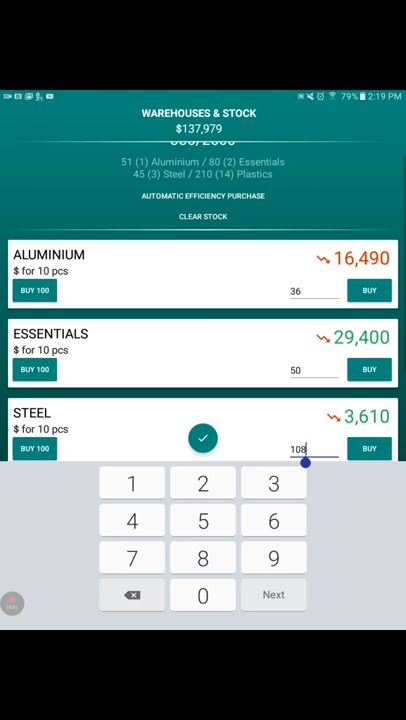 79% 2:19 PM
WAREHOUSES & STOCK
$137,979
51 (1) Aluminium / 80 (2) Essentials
45 (3) Steel / 210 (14) Plastics
AUTOMATIC EFFICIENCY PURCHASE
CLEAR STOCK
ALUMINIUM
16,490
$ for 10 pcs
BUY 100
36
BUY
ESSENTIALS
29,400
$ for 10 pcs
BUY 100
50
BUY
STEEL
3,610
$ for 10 pcs
BUY 100
108
BUY
1 2 3
4 5 6
7 8 9
0 Next